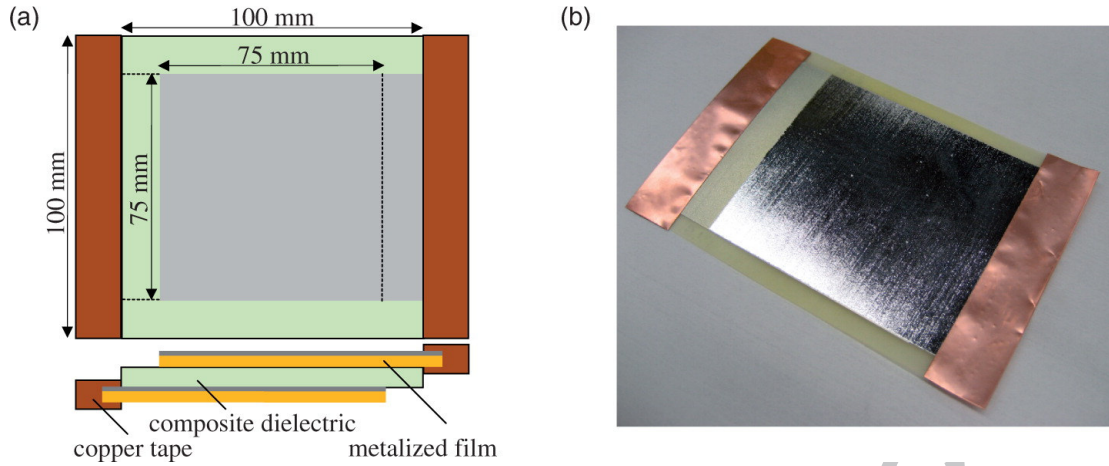 (a)
100 mm
75 mm
100 mm
75 mm
composite dielectric
copper tape
metalized film
(b)